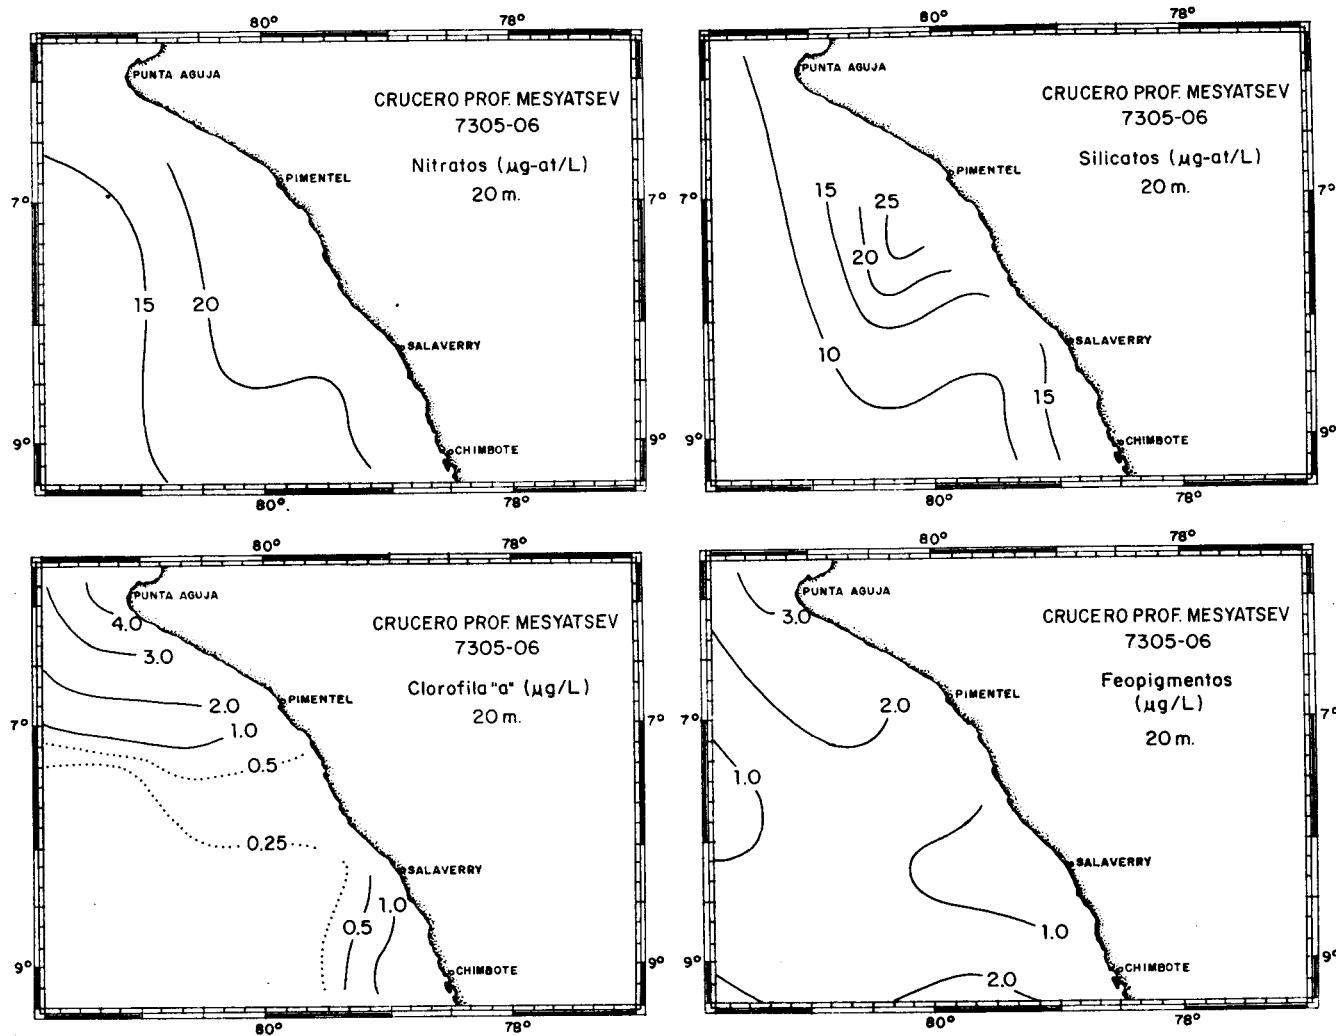 80° 78°
PUNTA AGUJA
CRUCERO PROF. MESYATSEV
7305-06
Nitratos (µg-at/L)
20 m.
PIMENTEL
7° 7°
15 20
SALAVERRY
9° 9°
CHIMBOTE
80° 78°
80° 78°
PUNTA AGUJA
CRUCERO PROF. MESYATSEV
7305-06
Silicatos (µg-at/L)
20 m.
PIMENTEL
7° 7°
15 25
20
10
SALAVERRY
15
9° 9°
CHIMBOTE
80° 78°
80° 78°
PUNTA AGUJA
4.0
CRUCERO PROF. MESYATSEV
7305-06
3.0
Clorofila "a" (µg/L)
20 m.
PIMENTEL
2.0
7° 7°
1.0
0.5
0.25
SALAVERRY
1.0
0.5
9° 9°
CHIMBOTE
80° 78°
80° 78°
PUNTA AGUJA
3.0
CRUCERO PROF. MESYATSEV
7305-06
Feopigmentos
(µg/L)
20 m.
PIMENTEL
2.0
7° 7°
1.0
SALAVERRY
1.0
9° 9°
CHIMBOTE
2.0
80° 78°